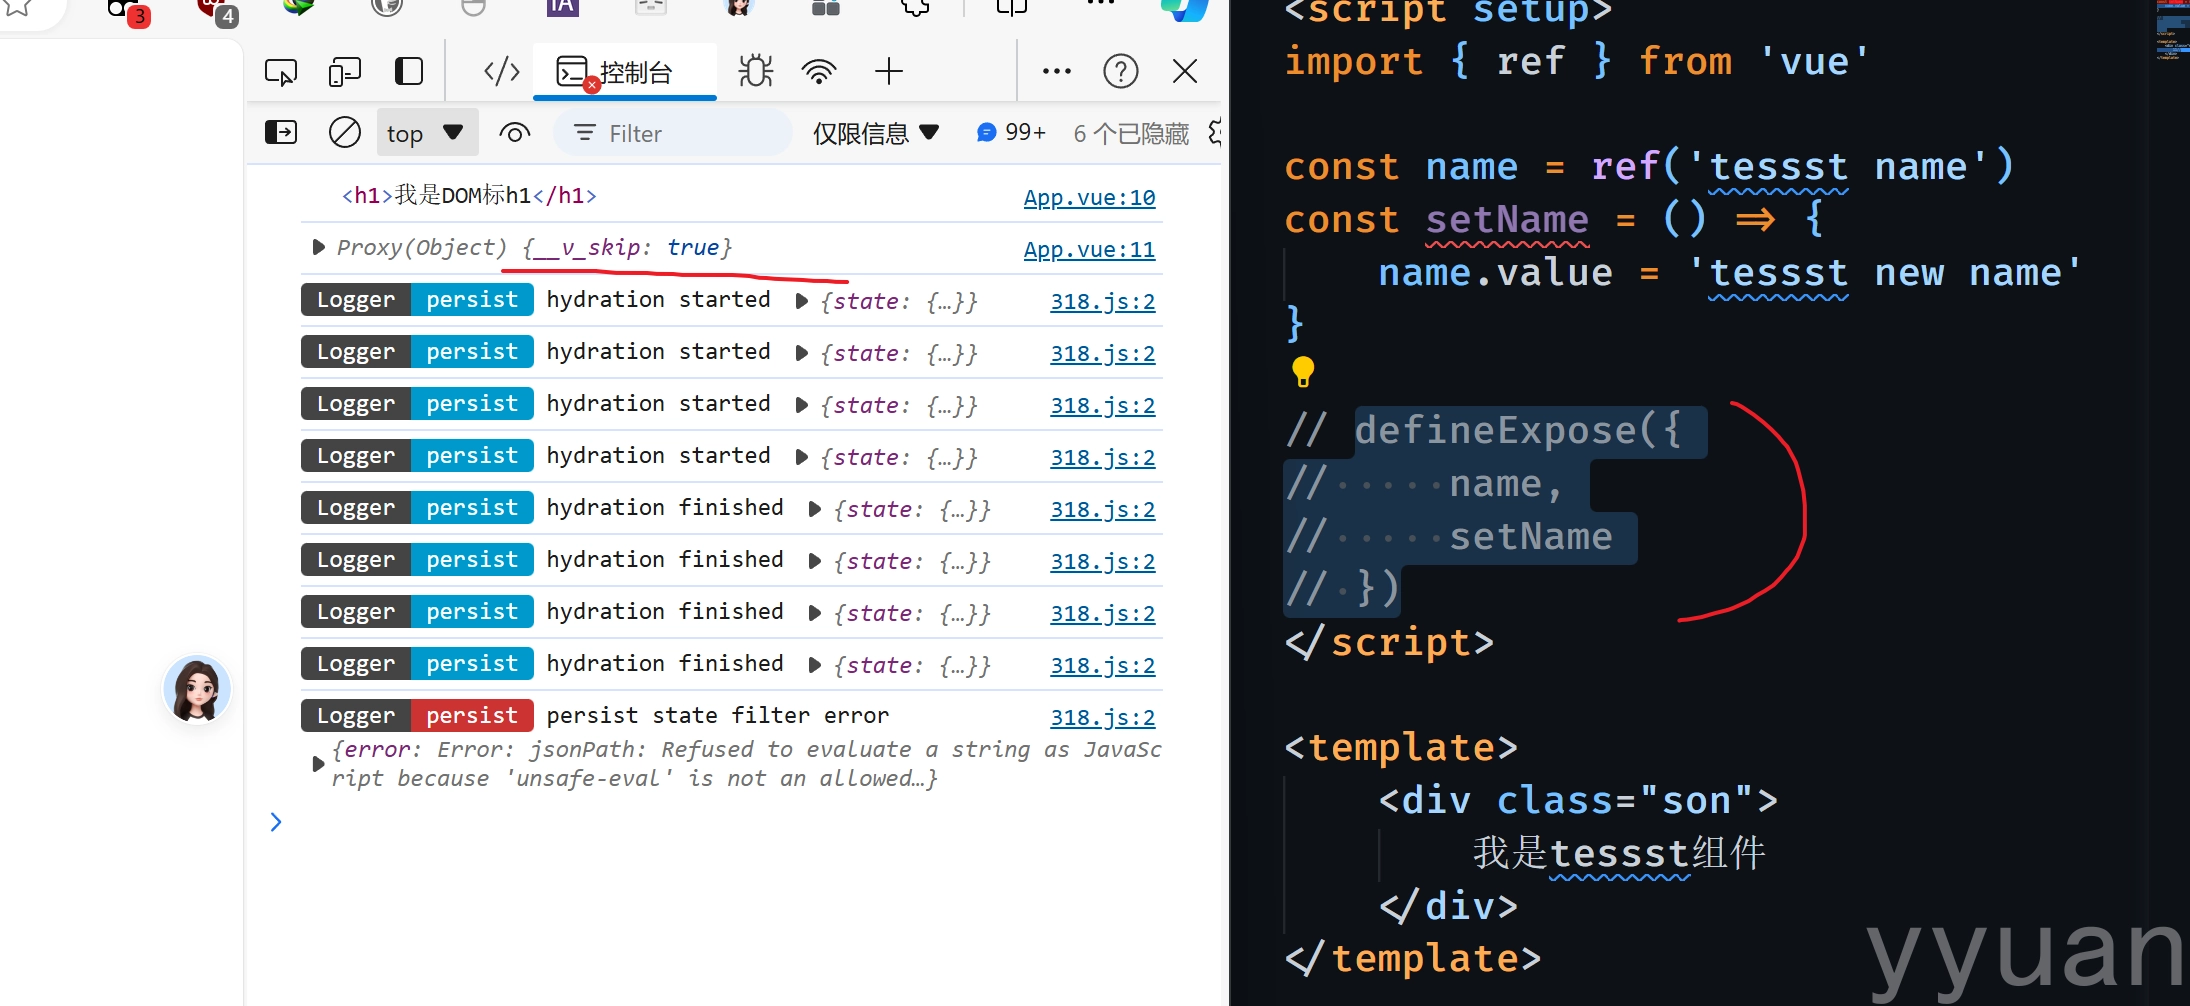 3
4
IA
控制台
top
Filter
仅限信息
99+
6 个已隐藏
<h1>我是DOM标h1</h1>
App.vue:10
Proxy(Object) {__v_skip: true}
App.vue:11
Logger persist hydration started {state: {…}}
318.js:2
Logger persist hydration started {state: {…}}
318.js:2
Logger persist hydration started {state: {…}}
318.js:2
Logger persist hydration started {state: {…}}
318.js:2
Logger persist hydration finished {state: {…}}
318.js:2
Logger persist hydration finished {state: {…}}
318.js:2
Logger persist hydration finished {state: {…}}
318.js:2
Logger persist hydration finished {state: {…}}
318.js:2
Logger persist persist state filter error
318.js:2
{error: Error: jsonPath: Refused to evaluate a string as JavaSc
ript because 'unsafe-eval' is not an allowed…}
<script setup>
import { ref } from 'vue'
const name = ref('tessst name')
const setName = () => {
name.value = 'tessst new name'
}
// defineExpose({
// name,
// setName
// })
</script>
<template>
<div class="son">
我是tessst组件
</div>
</template>
yyuan